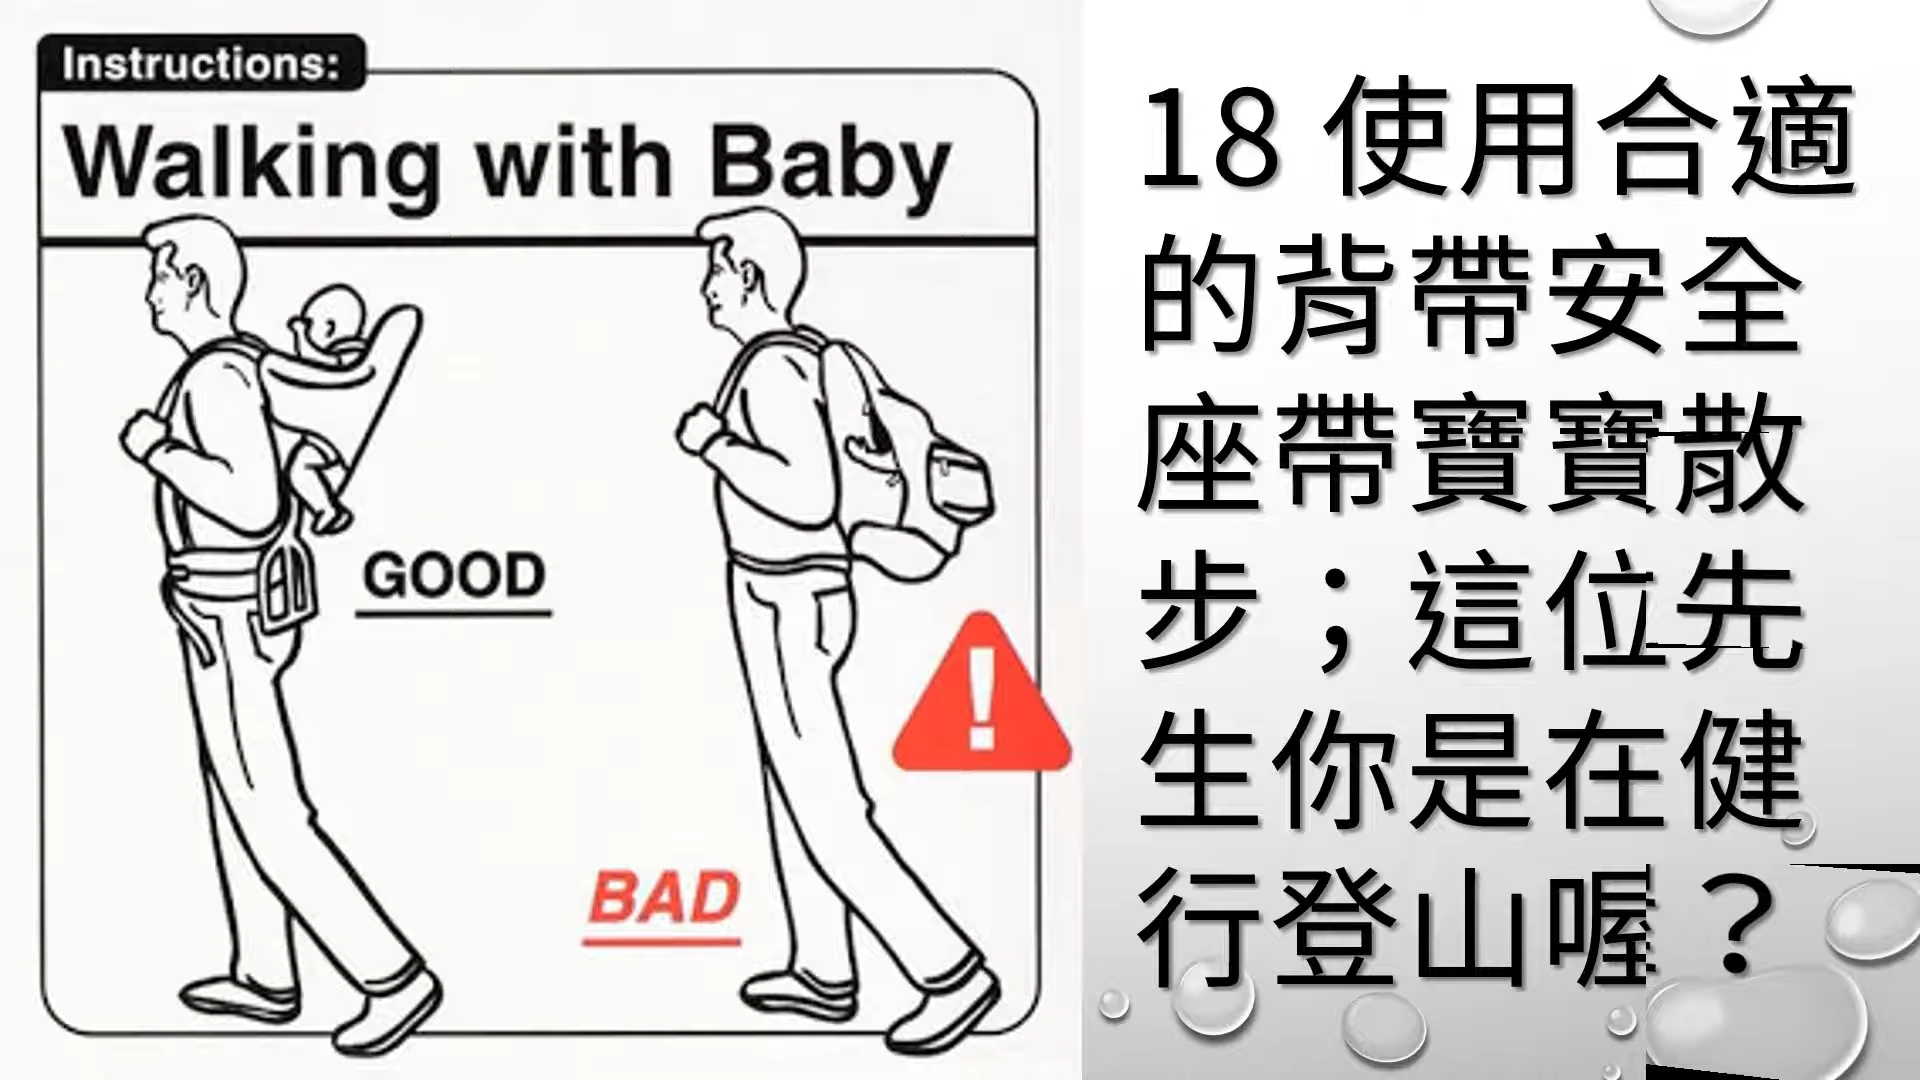 Instructions:
Walking with Baby
GOOD
BAD
18 使用合適
的背帶安全
座帶寶寶散
步；這位先
生你是在健
行登山喔？